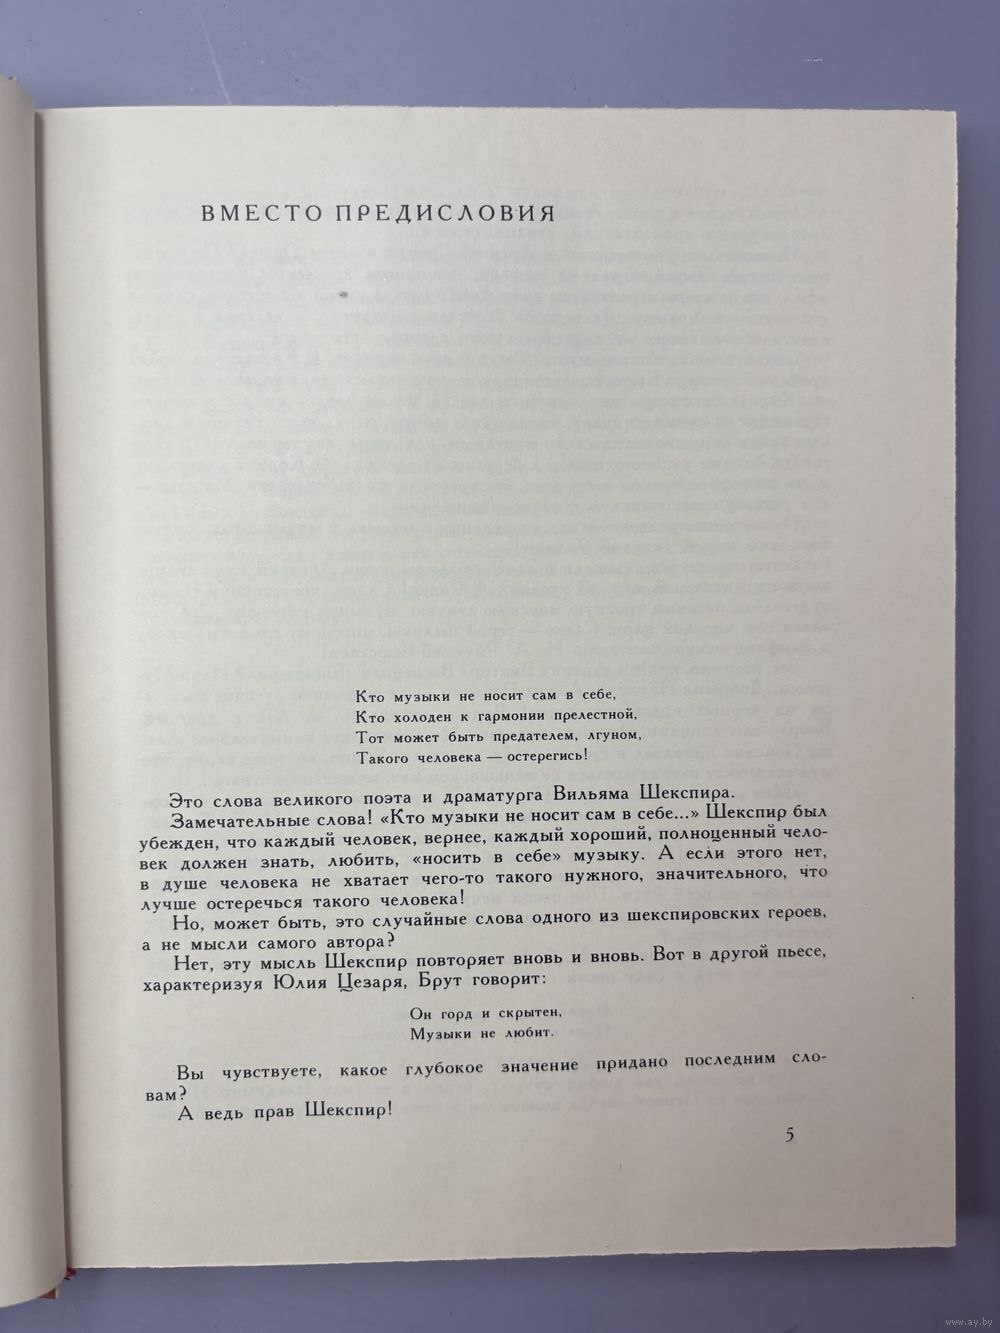 ВМЕСТО ПРЕДИСЛОВИЯ
Кто музыки не носит сам в себе,
Кто холоден к гармонии прелестной,
Тот может быть предателем, лгуном,
Такого человека — остерегись!
Это слова великого поэта и драматурга Вильяма Шекспира.
Замечательные слова! «Кто музыки не носит сам в себе...» Шекспир был
убежден, что каждый человек, вернее, каждый хороший, полноценный чело-
век должен знать, любить, «носить в себе» музыку. А если этого нет,
в душе человека не хватает чего-то такого нужного, значительного, что
лучше остеречься такого человека!
Но, может быть, это случайные слова одного из шекспировских героев,
а не мысли самого автора?
Нет, эту мысль Шекспир повторяет вновь и вновь. Вот в другой пьесе,
характеризуя Юлия Цезаря, Брут говорит:
Он горд и скрытен,
Музыки не любит.
Вы чувствуете, какое глубокое значение придано последним сло-
вам?
А ведь прав Шекспир!
5
www.ay.by